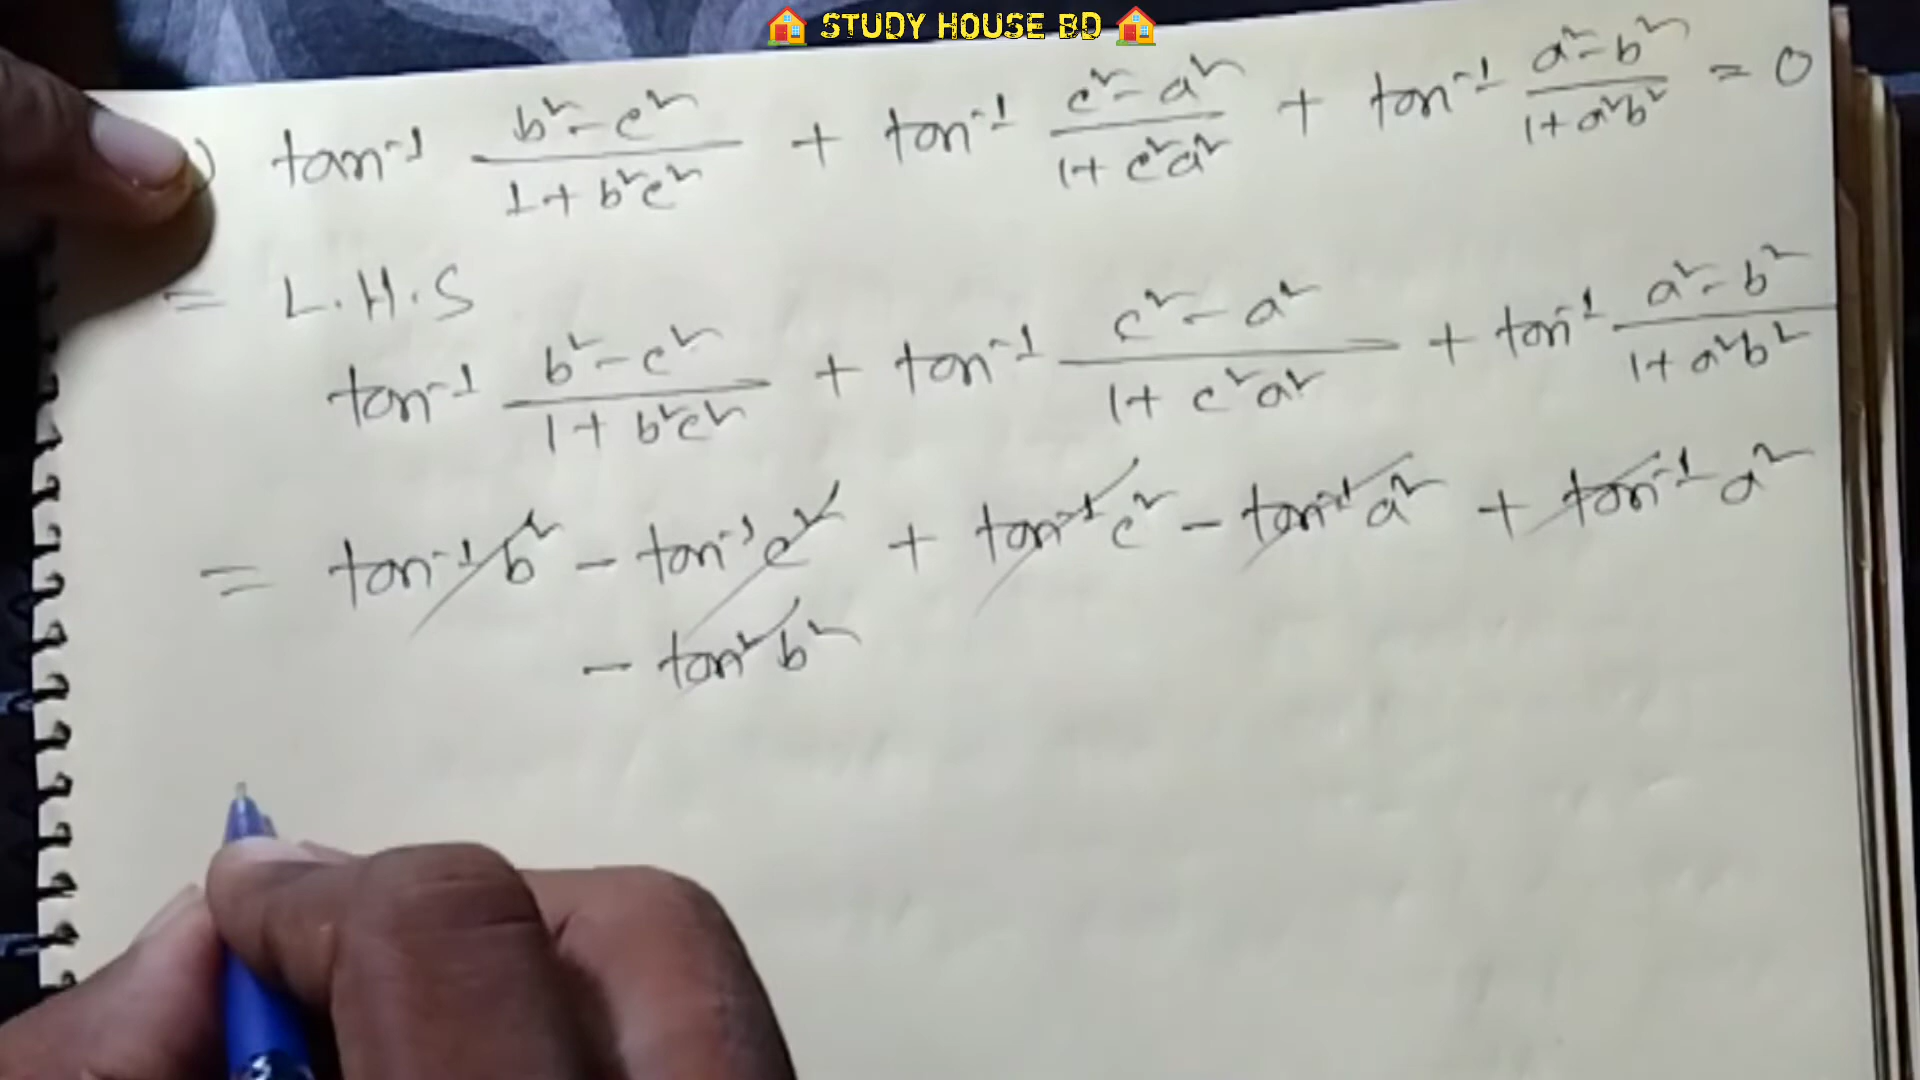 🏠 STUDY HOUSE BD 🏠
) tan⁻¹ (b²-c²)/(1+b²c²) + tan⁻¹ (c²-a²)/(1+c²a²) + tan⁻¹ (a²-b²)/(1+a²b²) = 0
= L.H.S
tan⁻¹ (b²-c²)/(1+b²c²) + tan⁻¹ (c²-a²)/(1+c²a²) + tan⁻¹ (a²-b²)/(1+a²b²)
= tan⁻¹ b² - tan⁻¹ c² + tan⁻¹ c² - tan⁻¹ a² + tan⁻¹ a²
- tan² b²